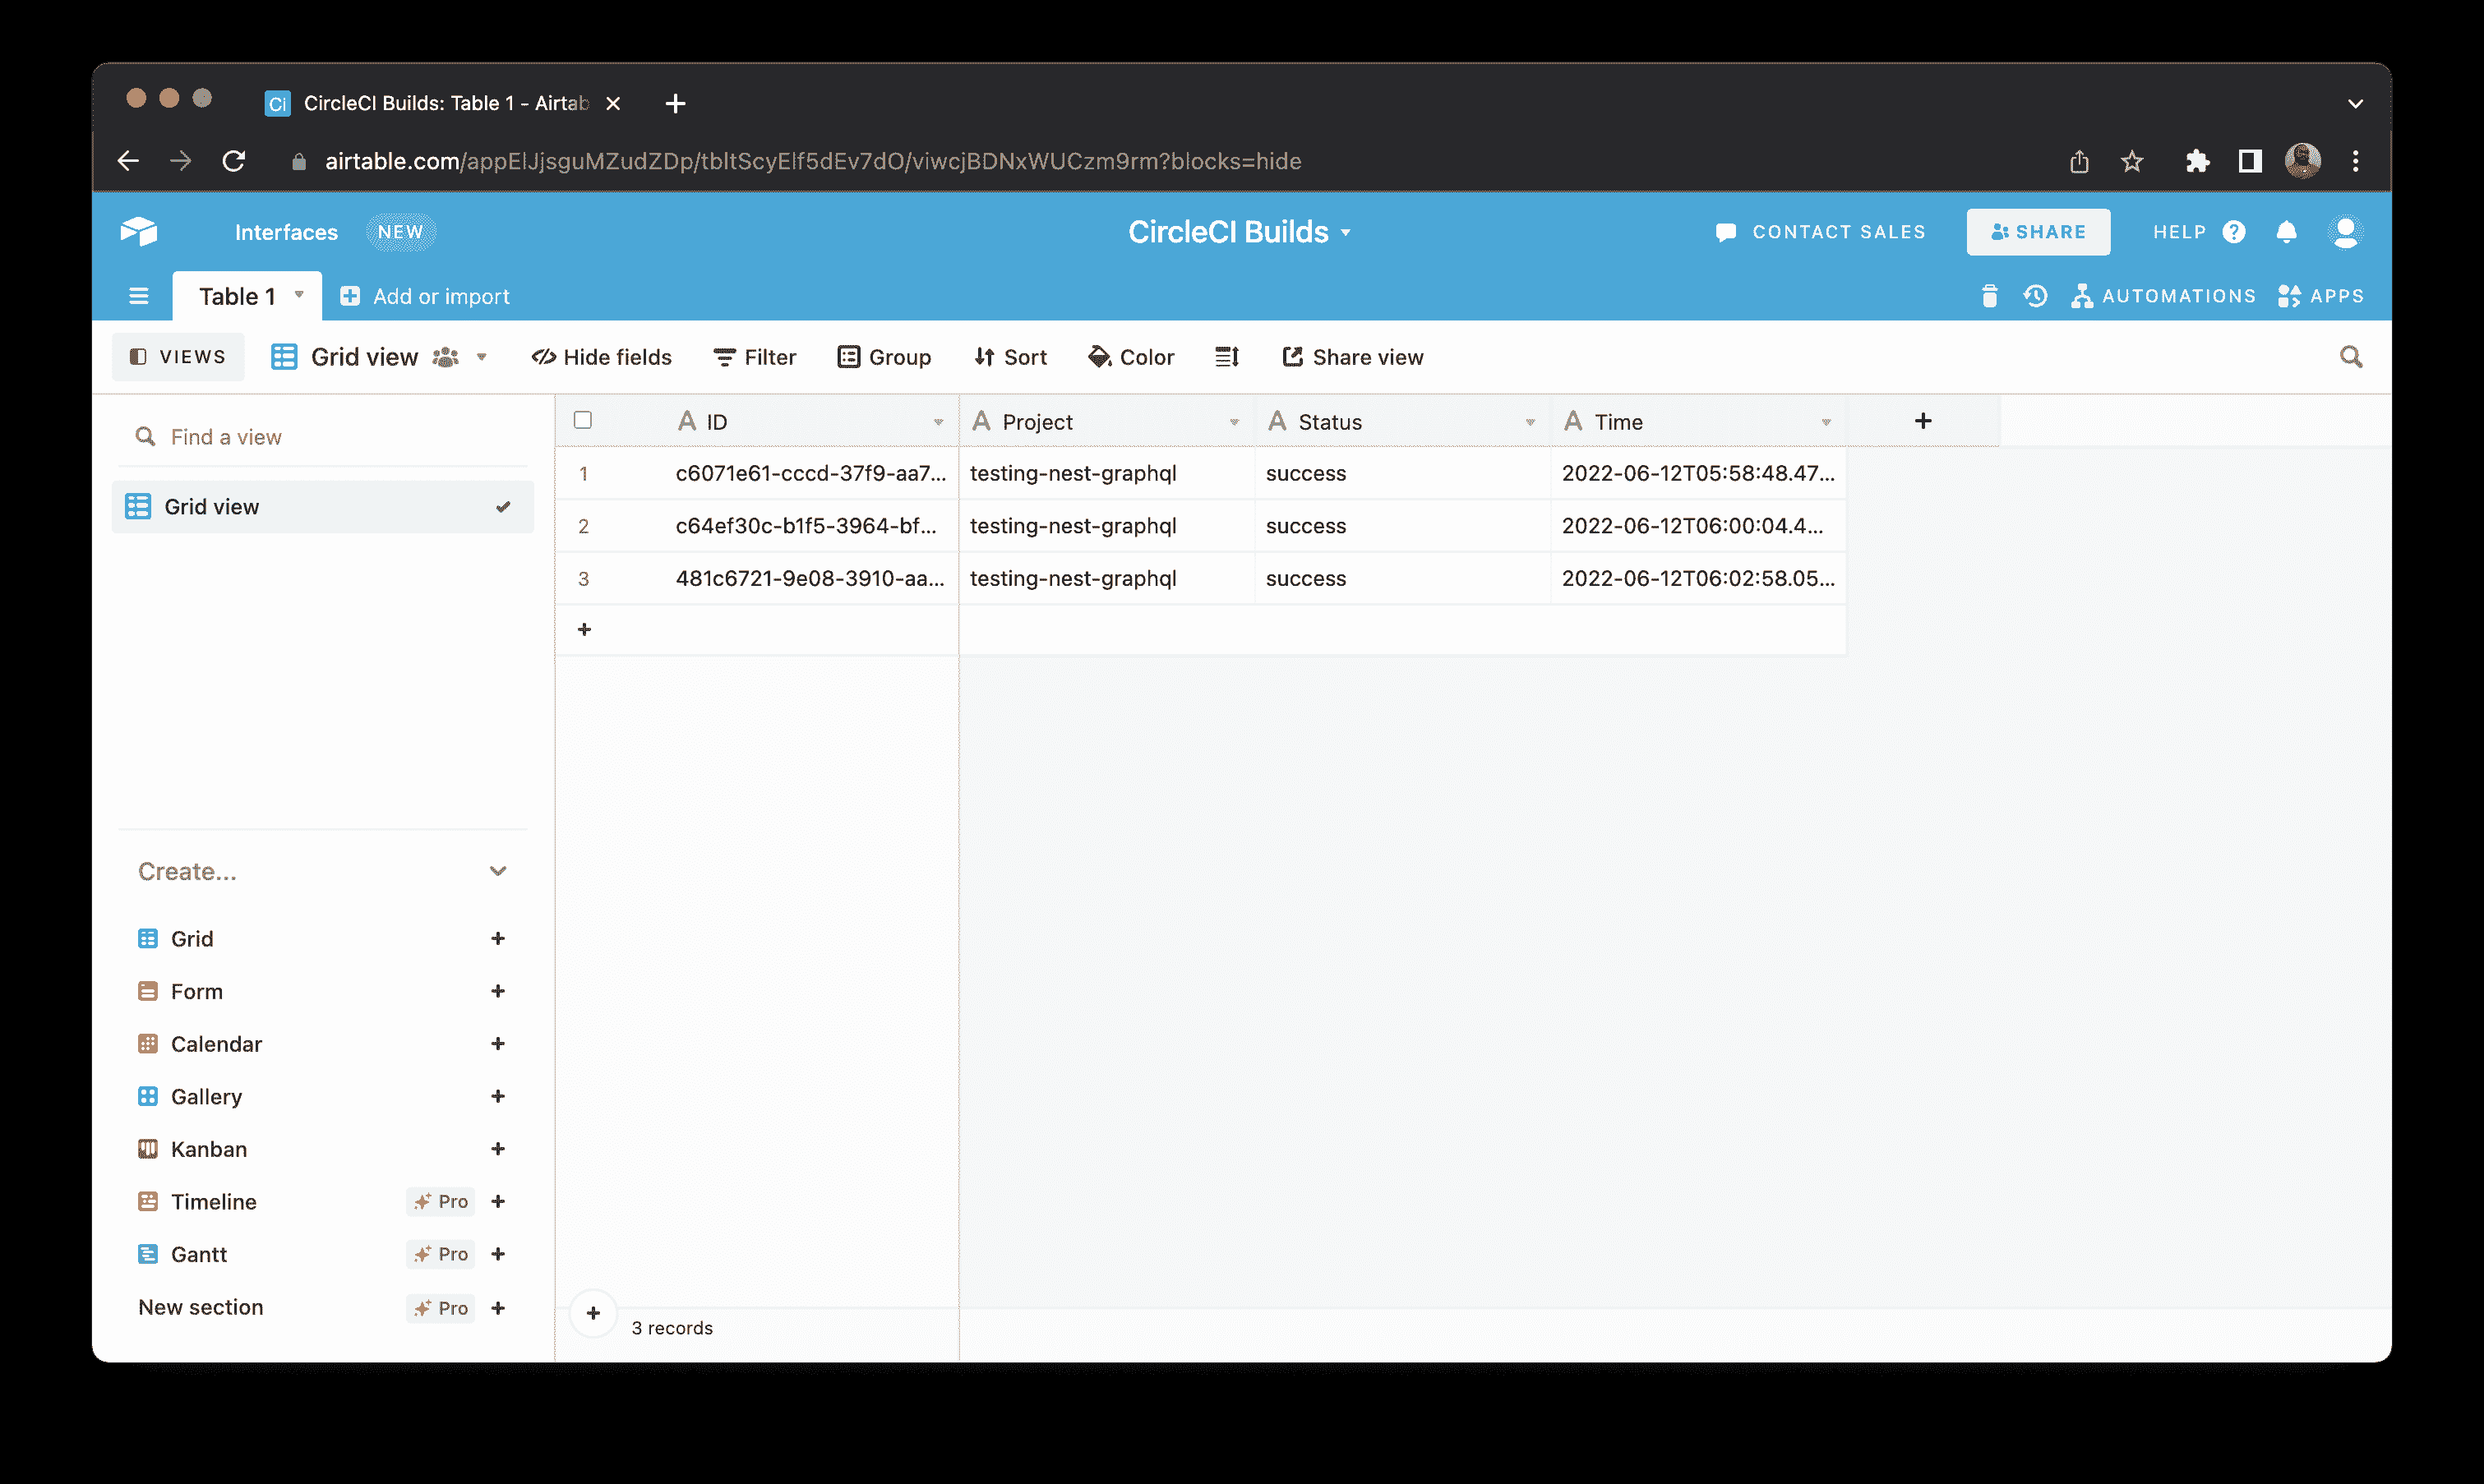 Ci CircleCI Builds: Table 1 - Airtab
airtable.com/appElJjsguMZudZDp/tbltScyElf5dEv7dO/viwcjBDNxWUCzm9rm?blocks=hide
Interfaces NEW CircleCI Builds CONTACT SALES SHARE HELP ?
Table 1 Add or import AUTOMATIONS APPS
VIEWS Grid view Hide fields Filter Group Sort Color Share view
Find a view
Grid view
A ID A Project A Status A Time
1 c6071e61-cccd-37f9-aa7... testing-nest-graphql success 2022-06-12T05:58:48.47...
2 c64ef30c-b1f5-3964-bf... testing-nest-graphql success 2022-06-12T06:00:04.4...
3 481c6721-9e08-3910-aa... testing-nest-graphql success 2022-06-12T06:02:58.05...
Create...
Grid
Form
Calendar
Gallery
Kanban
Timeline Pro
Gantt Pro
New section Pro
3 records